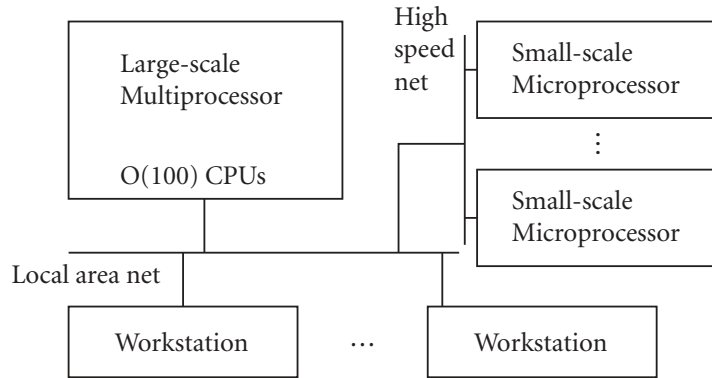 Large-scale
Multiprocessor
O(100) CPUs
High
speed
net
Small-scale
Microprocessor
⋮
Small-scale
Microprocessor
Local area net
Workstation
...
Workstation